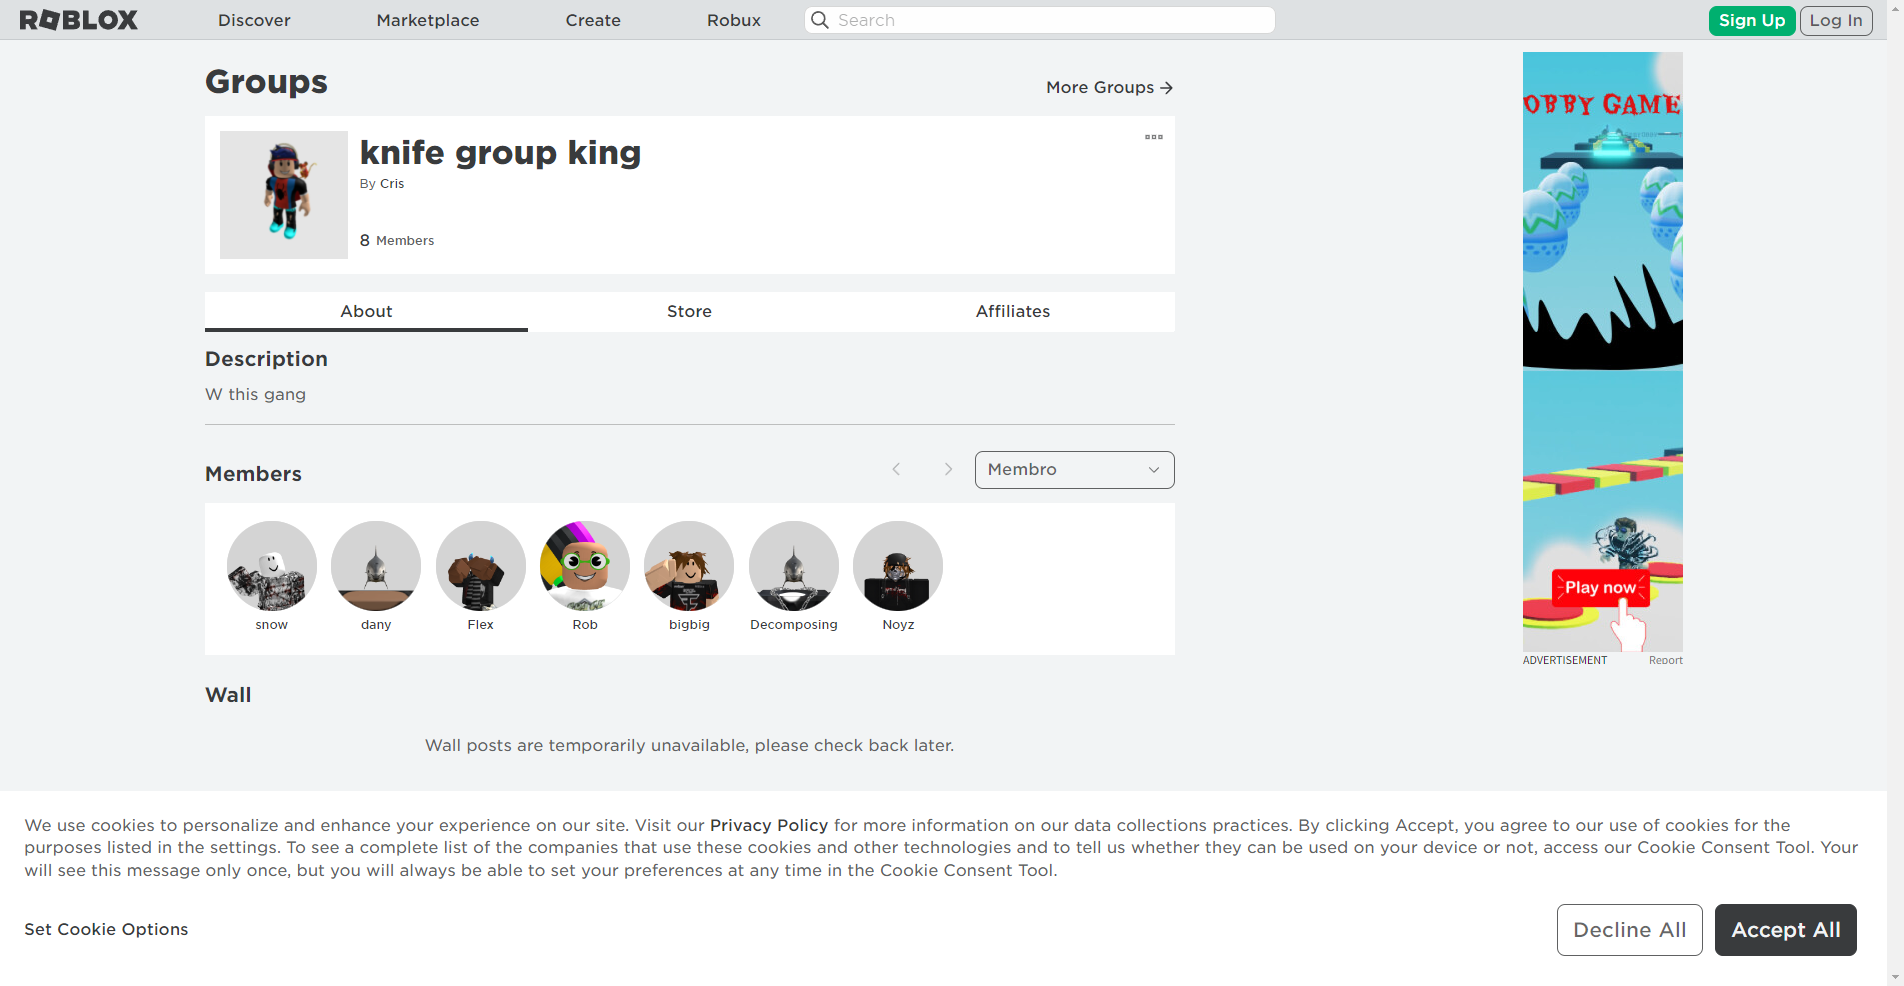 ROBLOX
Discover
Marketplace
Create
Robux
Search
Sign Up
Log In
Groups
More Groups
knife group king
By Cris
8 Members
About
Store
Affiliates
Description
W this gang
Members
Membro
snow
dany
Flex
Rob
bigbig
Decomposing
Noyz
Wall
Wall posts are temporarily unavailable, please check back later.
OBBY GAME
Play now
ADVERTISEMENT
Report
We use cookies to personalize and enhance your experience on our site. Visit our Privacy Policy for more information on our data collections practices. By clicking Accept, you agree to our use of cookies for the
purposes listed in the settings. To see a complete list of the companies that use these cookies and other technologies and to tell us whether they can be used on your device or not, access our Cookie Consent Tool. Your
will see this message only once, but you will always be able to set your preferences at any time in the Cookie Consent Tool.
Set Cookie Options
Decline All
Accept All